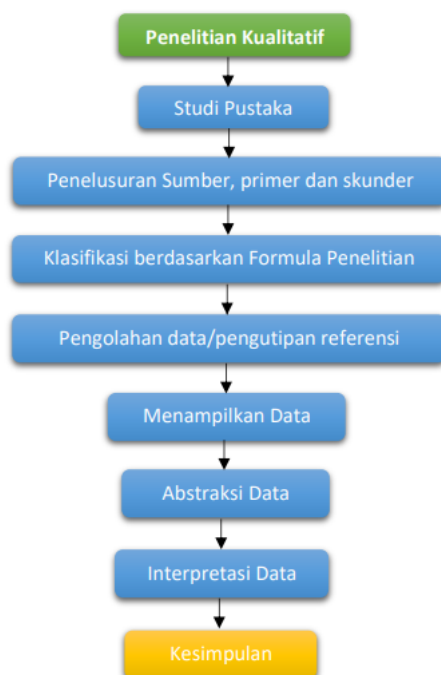 Penelitian Kualitatif
Studi Pustaka
Penelusuran Sumber, primer dan skunder
Klasifikasi berdasarkan Formula Penelitian
Pengolahan data/pengutipan referensi
Menampilkan Data
Abstraksi Data
Interpretasi Data
Kesimpulan